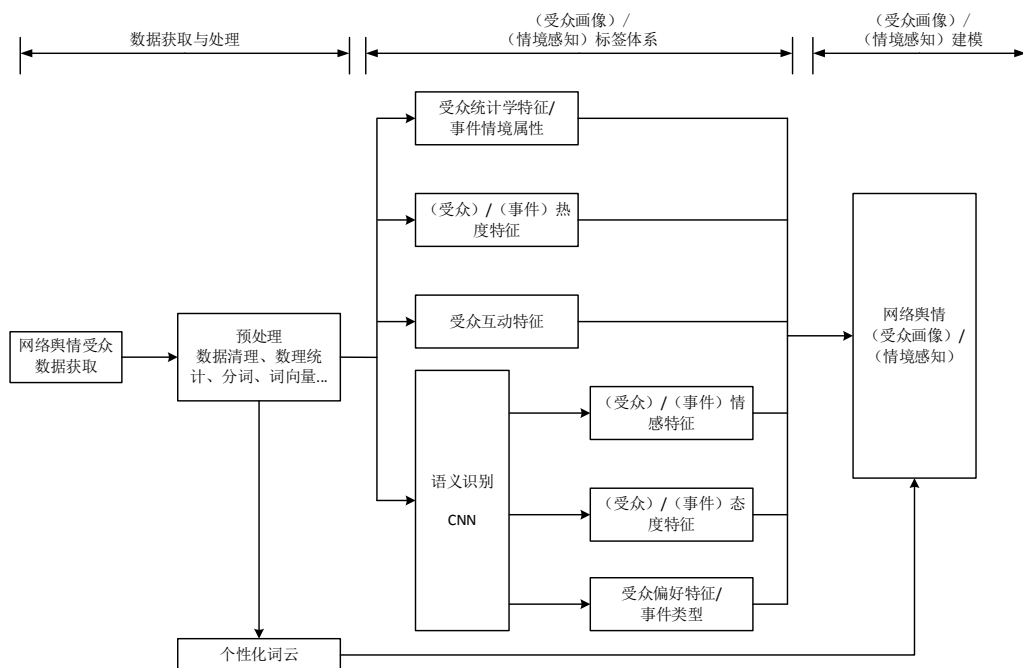 数据获取与处理
（受众画像）/
（情境感知）标签体系
（受众画像）/
（情境感知）建模
受众统计学特征/
事件情境属性
（受众）/（事件）热
度特征
受众互动特征
网络舆情受众
数据获取
预处理
数据清理、数理统
计、分词、词向量...
语义识别
CNN
（受众）/（事件）情
感特征
（受众）/（事件）态
度特征
受众偏好特征/
事件类型
网络舆情
（受众画像）/
（情境感知）
个性化词云